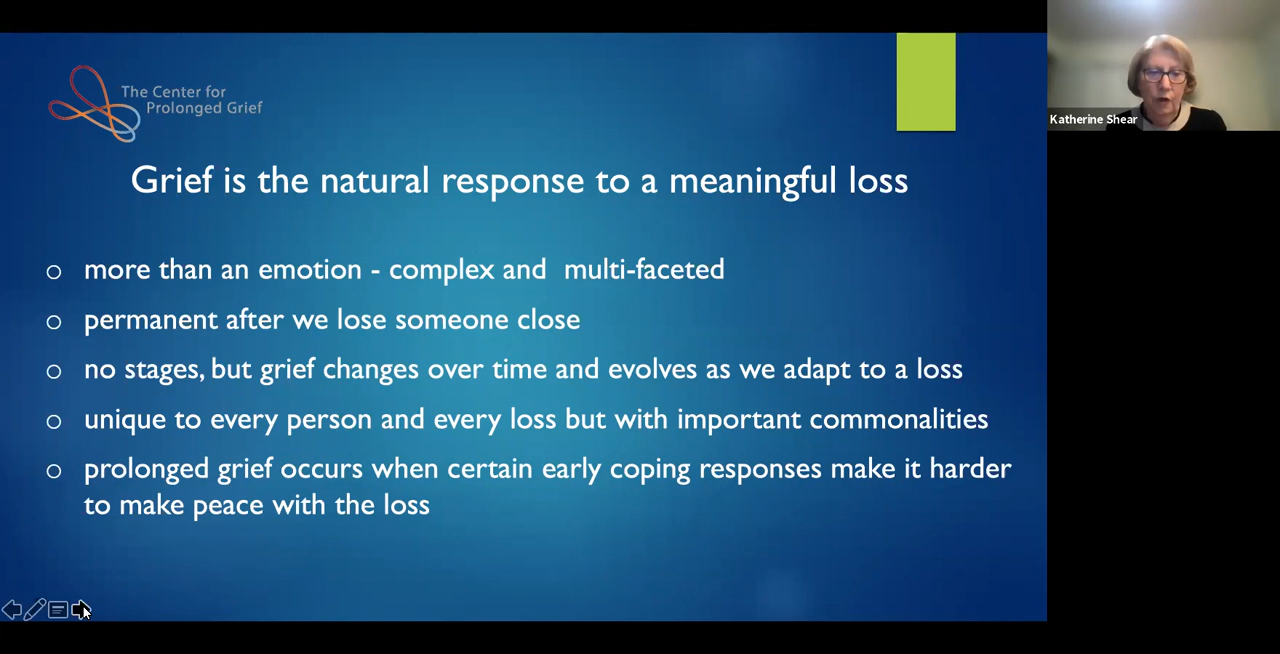 The Center for
Prolonged Grief
Katherine Shear
Grief is the natural response to a meaningful loss
more than an emotion - complex and multi-faceted
permanent after we lose someone close
no stages, but grief changes over time and evolves as we adapt to a loss
unique to every person and every loss but with important commonalities
prolonged grief occurs when certain early coping responses make it harder
to make peace with the loss